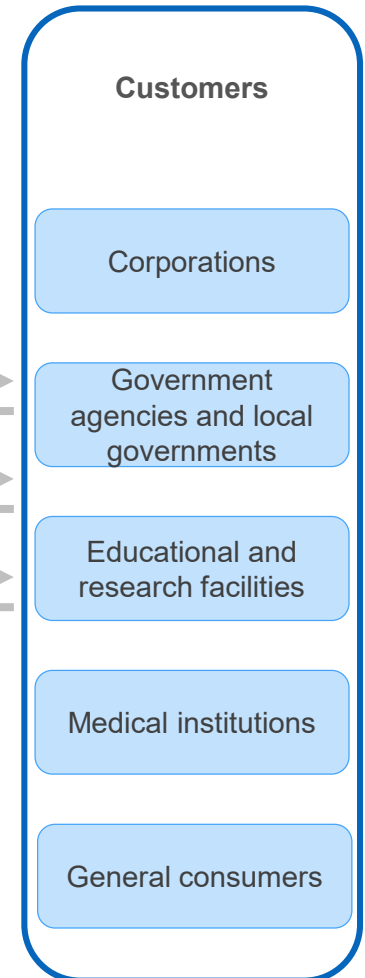 Customers
Corporations
Government
agencies and local
governments
Educational and
research facilities
Medical institutions
General consumers